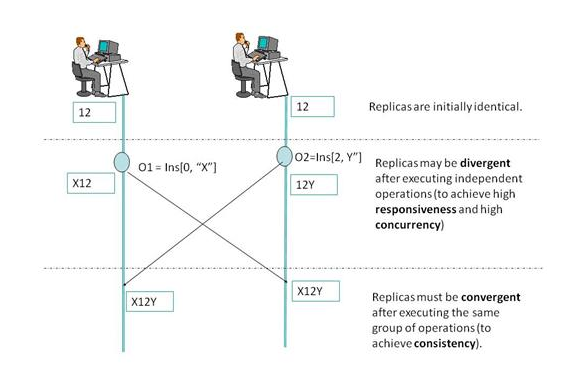 12
12
Replicas are initially identical.
O1 = Ins[0, “X”]
O2=Ins[2, Y”]
X12
12Y
Replicas may be divergent
after executing independent
operations (to achieve high
responsiveness and high
concurrency)
X12Y
X12Y
Replicas must be convergent
after executing the same
group of operations (to
achieve consistency).